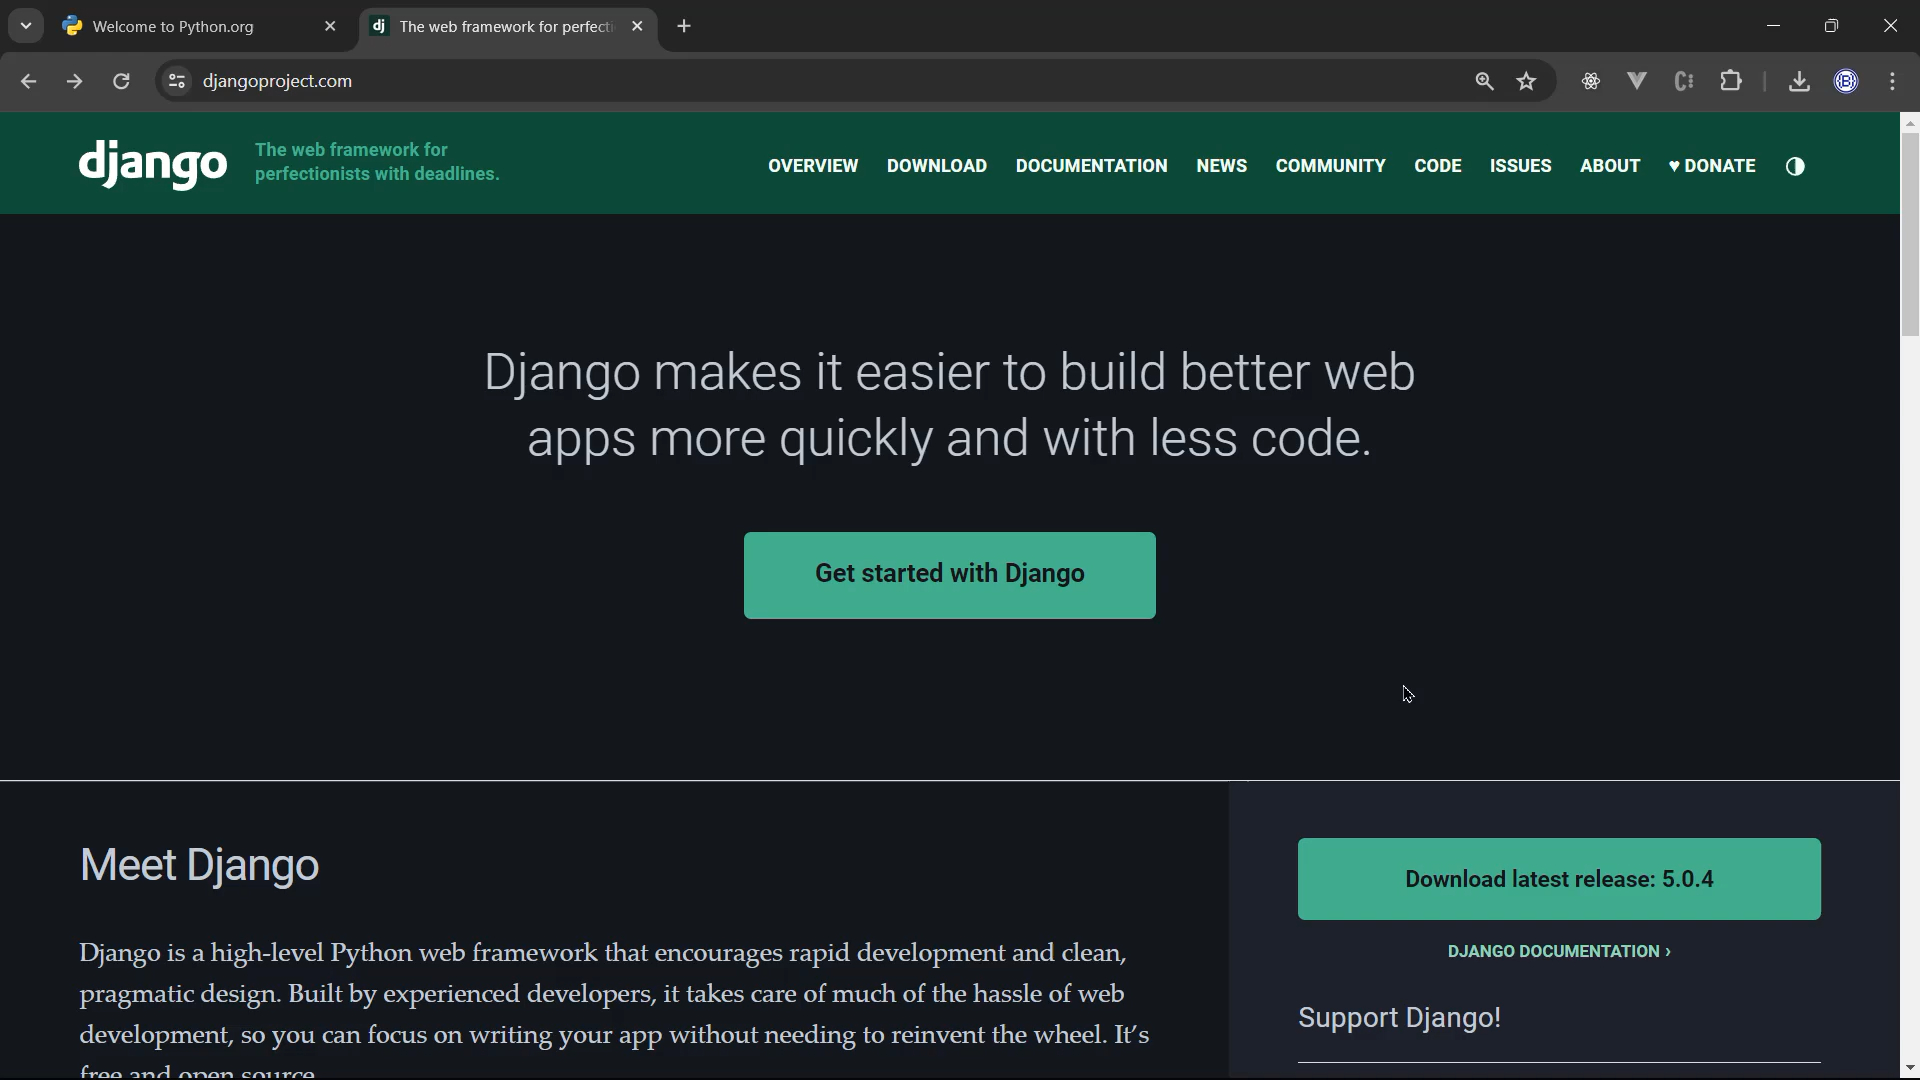 Welcome to Python.org
The web framework for perfecti
djangoproject.com
django
The web framework for
perfectionists with deadlines.
OVERVIEW DOWNLOAD DOCUMENTATION NEWS COMMUNITY CODE ISSUES ABOUT ♥ DONATE
Django makes it easier to build better web
apps more quickly and with less code.
Get started with Django
Meet Django
Django is a high-level Python web framework that encourages rapid development and clean,
pragmatic design. Built by experienced developers, it takes care of much of the hassle of web
development, so you can focus on writing your app without needing to reinvent the wheel. It’s
free and open source.
Download latest release: 5.0.4
DJANGO DOCUMENTATION ›
Support Django!